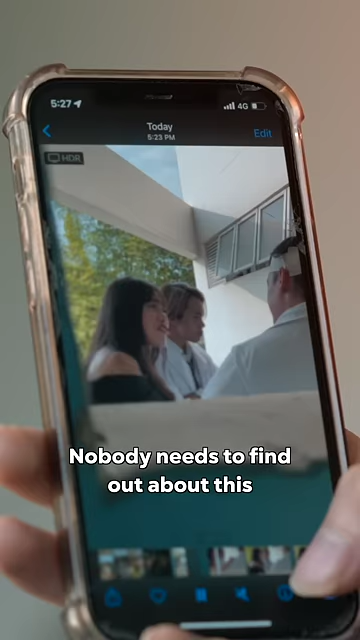 5:27
4G
Today
5:23 PM
Edit
HDR
Nobody needs to find
out about this